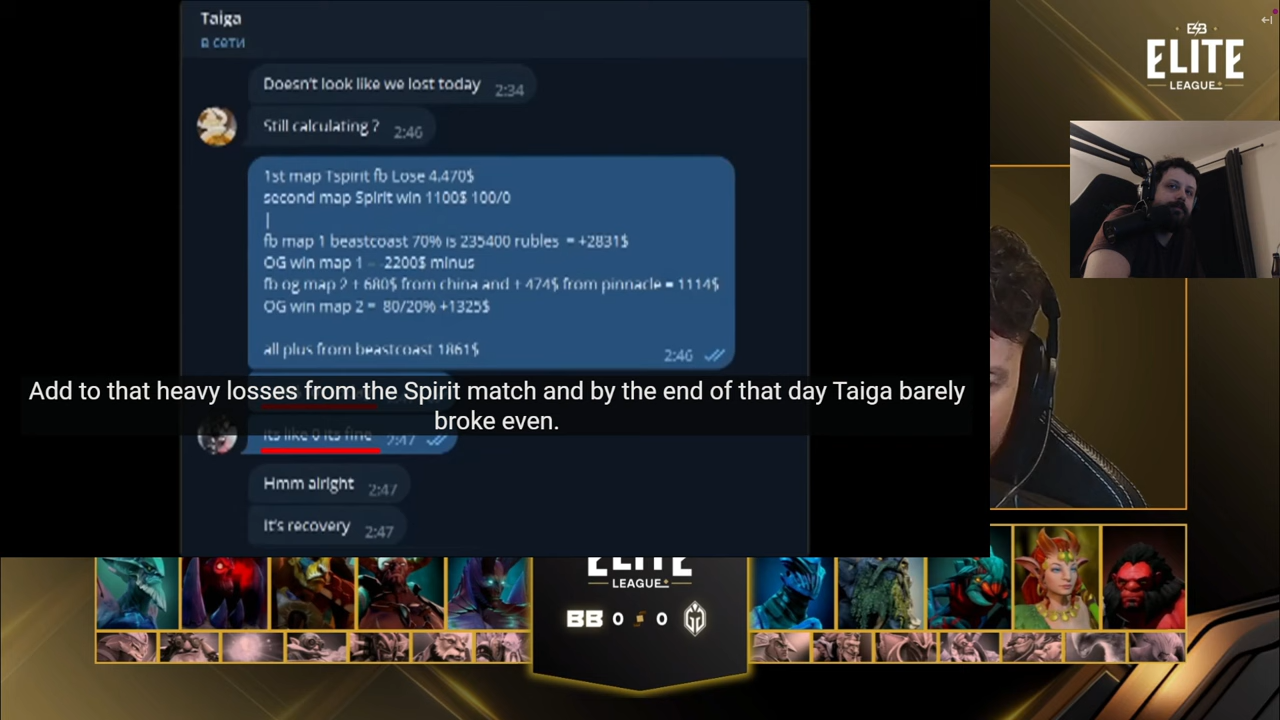 Taiga
в сети
Doesn't look like we lost today 2:34
Still calculating ? 2:46
1st map Tspirit fb Lose 4,470$
second map Spirit win 1100$ 100/0
fb map 1 beastcoast 70% is 235400 rubles = +2831$
OG win map 1 - -2200$ minus
fb og map 2 + 680$ from china and + 474$ from pinnacle = 1114$
OG win map 2 = 80/20% +1325$
all plus from beastcoast 1861$
2:46
Add to that heavy losses from the Spirit match and by the end of that day Taiga barely
broke even.
its like 0 its fine 2:47
Hmm alright 2:47
It's recovery 2:47
ELITE
LEAGUE
ELITE
LEAGUE
BB 0 0